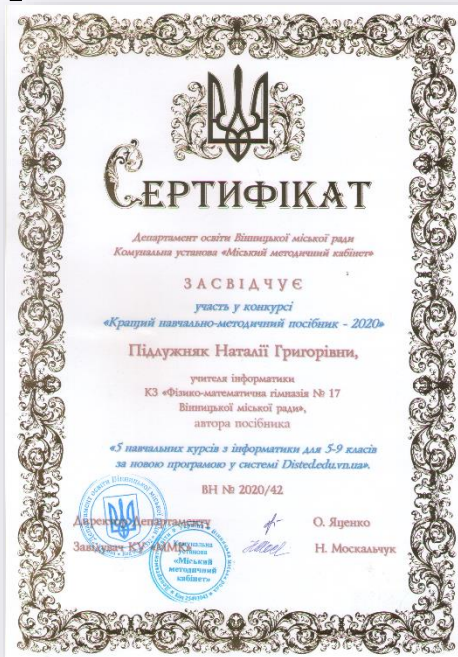 СЕРТИФІКАТ
Департамент освіти Вінницької міської ради
Комунальна установа «Міський методичний кабінет»
ЗАСВІДЧУЄ
участь у конкурсі
«Кращий навчально-методичний посібник - 2020»
Підлужняк Наталії Григорівни,
учителя інформатики
КЗ «Фізико-математична гімназія № 17
Вінницької міської ради»,
автора посібника
«5 навчальних курсів з інформатики для 5-9 класів
за новою програмою у системі Disted.edu.vn.ua».
ВН № 2020/42
Директор Департаменту О. Яценко
Завідувач КУ «ММК» Н. Москальчук
Комунальна
установа
«Міський
методичний
кабінет»